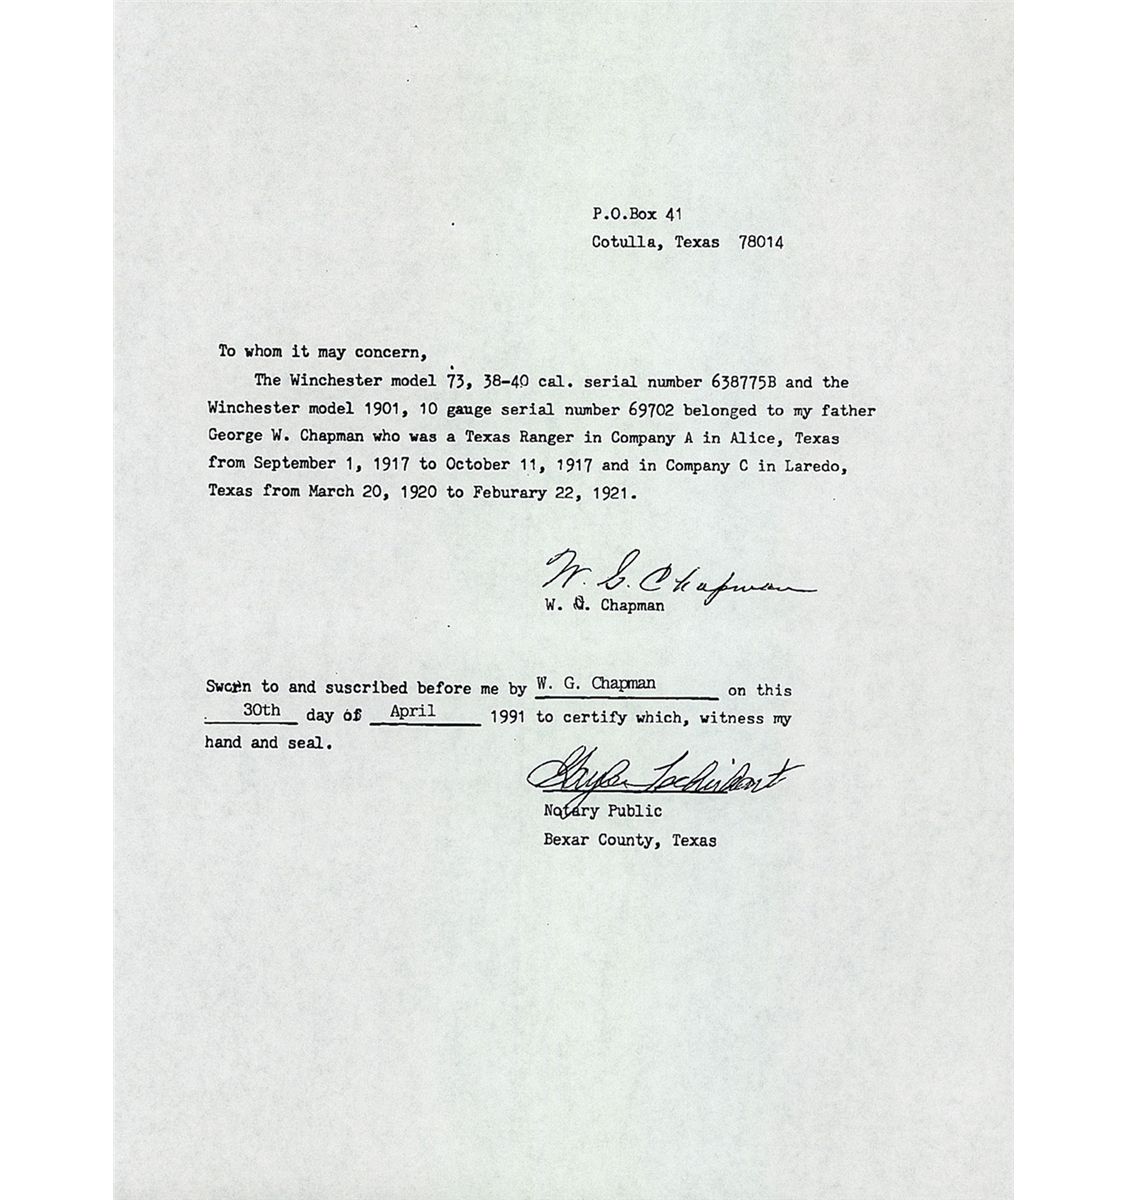 P.O.Box 41
Cotulla, Texas 78014
To whom it may concern,
The Winchester model 73, 38-40 cal. serial number 638775B and the
Winchester model 1901, 10 gauge serial number 69702 belonged to my father
George W. Chapman who was a Texas Ranger in Company A in Alice, Texas
from September 1, 1917 to October 11, 1917 and in Company C in Laredo,
Texas from March 20, 1920 to Feburary 22, 1921.
W. G. Chapman
W. G. Chapman
Sworn to and suscribed before me by W. G. Chapman on this
30th day of April 1991 to certify which, witness my
hand and seal.
Notary Public
Bexar County, Texas